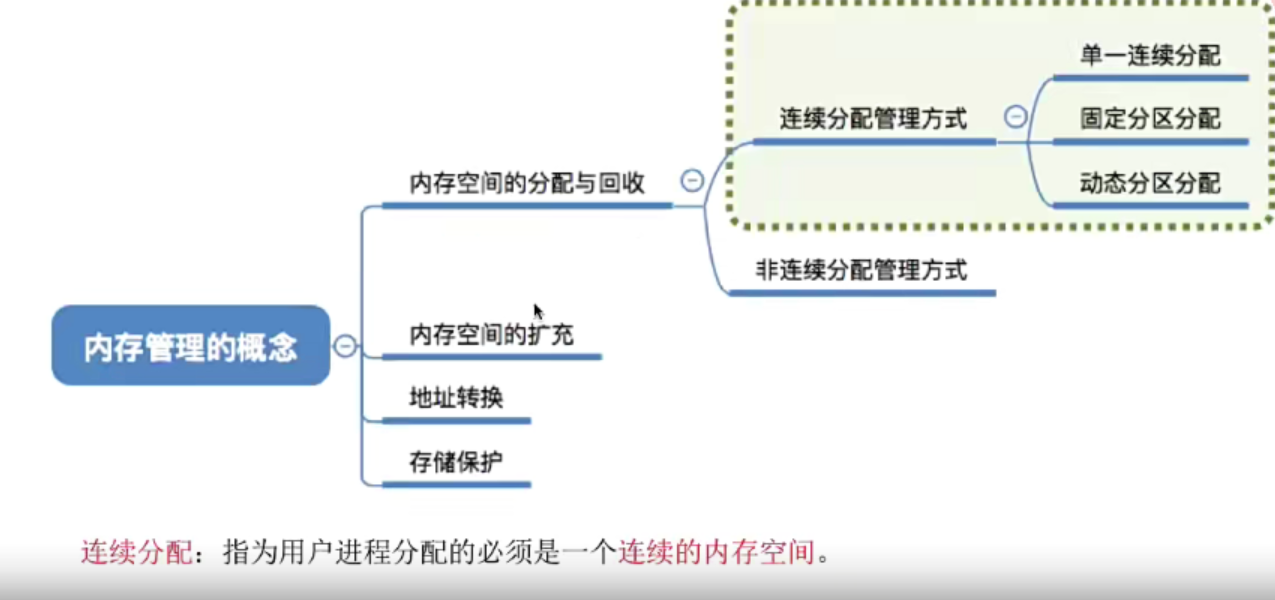 单一连续分配
连续分配管理方式
固定分区分配
内存空间的分配与回收
动态分区分配
非连续分配管理方式
内存管理的概念
内存空间的扩充
地址转换
存储保护
连续分配：指为用户进程分配的必须是一个连续的内存空间。